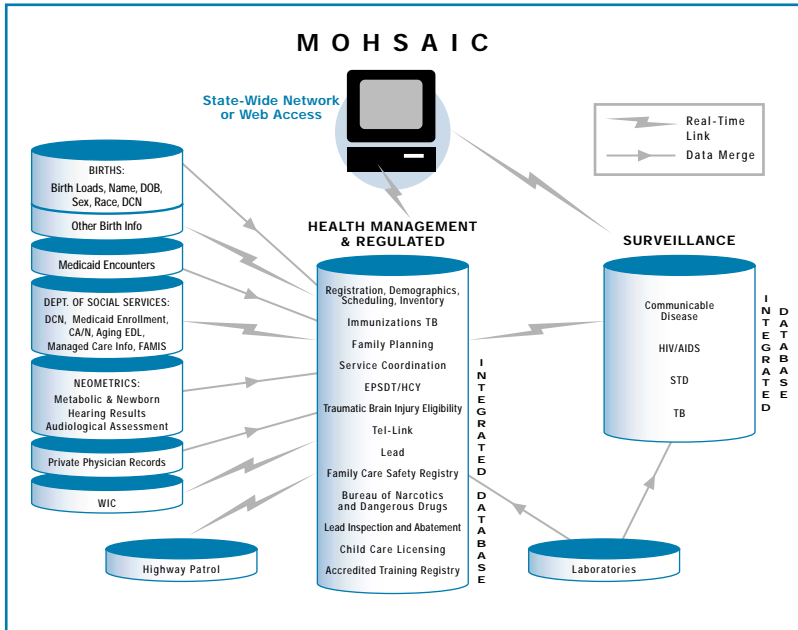 MOHSAIC
State-Wide Network
or Web Access
Real-Time
Link
Data Merge
BIRTHS:
Birth Loads, Name, DOB,
Sex, Race, DCN
Other Birth Info
Medicaid Encounters
DEPT. OF SOCIAL SERVICES:
DCN, Medicaid Enrollment,
CA/N, Aging EDL,
Managed Care Info, FAMIS
NEOMETRICS:
Metabolic & Newborn
Hearing Results
Audiological Assessment
Private Physician Records
WIC
Highway Patrol
HEALTH MANAGEMENT
& REGULATED
Registration, Demographics,
Scheduling, Inventory
Immunizations TB
Family Planning
Service Coordination
EPSDT/HCY
Traumatic Brain Injury Eligibility
Tel-Link
Lead
Family Care Safety Registry
Bureau of Narcotics
and Dangerous Drugs
Lead Inspection and Abatement
Child Care Licensing
Accredited Training Registry
INTEGRATED DATABASE
SURVEILLANCE
Communicable
Disease
HIV/AIDS
STD
TB
INTEGRATED
DATABASE
Laboratories